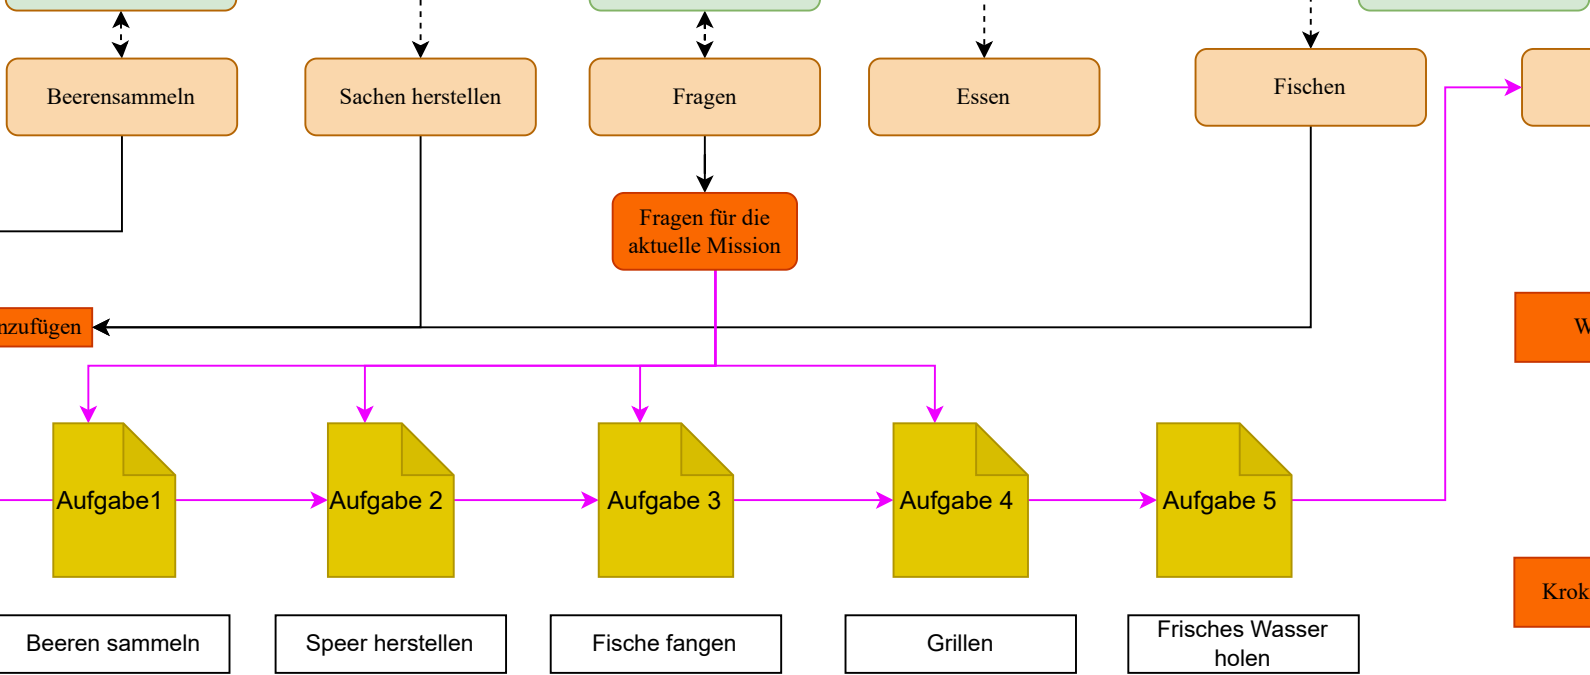 Beerensammeln
Sachen herstellen
Fragen
Essen
Fischen
Fragen für die
aktuelle Mission
nzufügen
W
Aufgabe1
Aufgabe 2
Aufgabe 3
Aufgabe 4
Aufgabe 5
Krok
Beeren sammeln
Speer herstellen
Fische fangen
Grillen
Frisches Wasser
holen